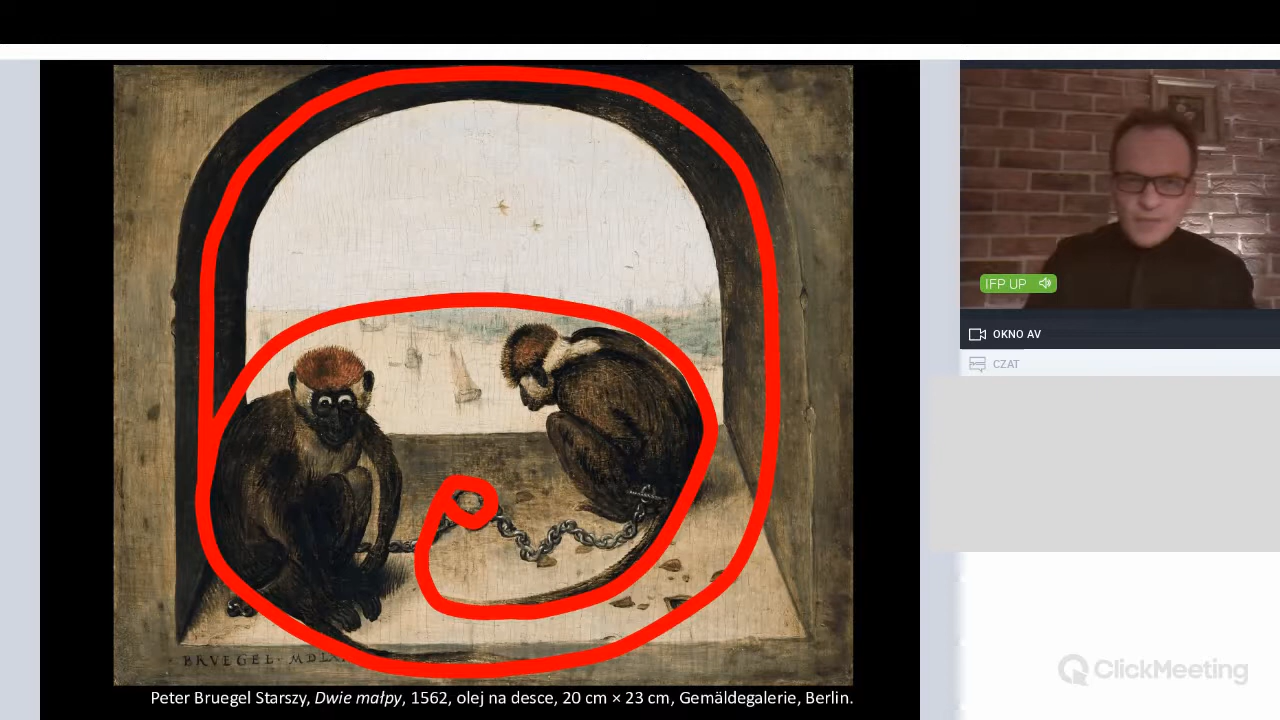 BRVEGEL MDLX
Peter Bruegel Starszy, Dwie małpy, 1562, olej na desce, 20 cm × 23 cm, Gemäldegalerie, Berlin.
IFP UP
OKNO AV
CZAT
ClickMeeting